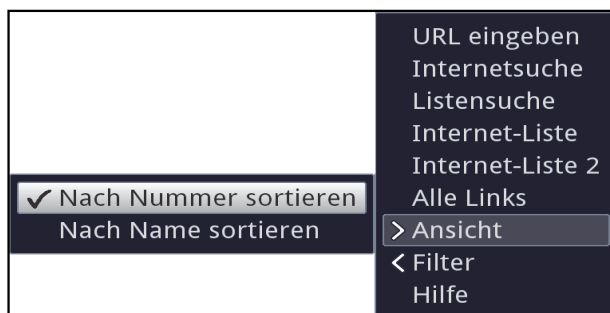 URL eingeben
Internetsuche
Listensuche
Internet-Liste
Internet-Liste 2
Alle Links
Ansicht
Filter
Hilfe
Nach Nummer sortieren
Nach Name sortieren